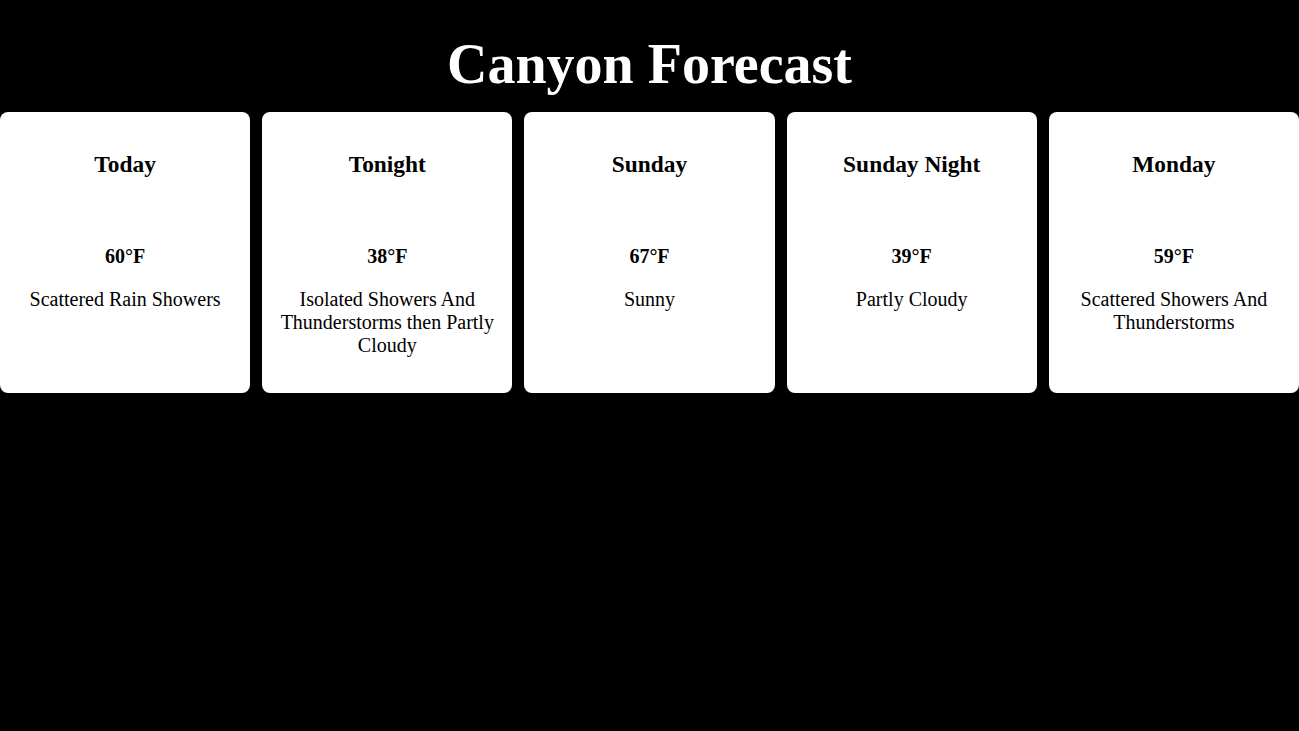 Canyon Forecast
Today
60°F
Scattered Rain Showers
Tonight
38°F
Isolated Showers And
Thunderstorms then Partly
Cloudy
Sunday
67°F
Sunny
Sunday Night
39°F
Partly Cloudy
Monday
59°F
Scattered Showers And
Thunderstorms